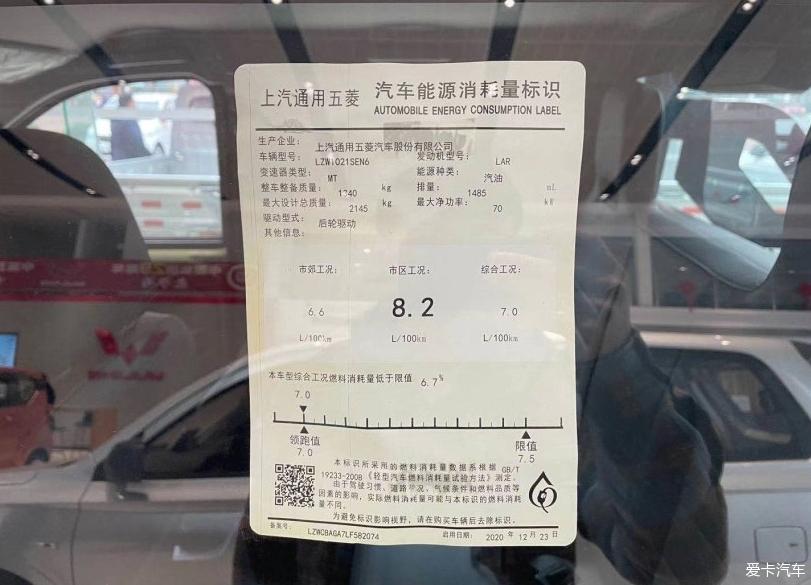 上汽通用五菱 汽车能源消耗量标识
AUTOMOBILE ENERGY CONSUMPTION LABEL
生产企业: 上汽通用五菱汽车股份有限公司
车辆型号: LZW1021SEN6 发动机型号: LAR
变速器类型: MT 能源种类: 汽油
整车整备质量: 1240 kg 排量: 1485 mL
最大设计总质量: 2145 kg 最大净功率: 70 kW
驱动型式: 后轮驱动
其他信息:
市郊工况: 市区工况: 综合工况:
6.6 8.2 7.0
L/100km L/100km L/100km
本车型综合工况燃料消耗量低于限值 6.7%
7.0
领跑值 限值
7.0 7.5
本标识所采用的燃料消耗量数据系根据 GB/T
19233-2008《轻型汽车燃料消耗量试验方法》测定。
由于驾驶习惯、道路状况、气候条件和燃料品质等
因素的影响,实际燃料消耗量可能与本标识的燃料消耗
量不同。
为避免标识影响视野,请在购买车辆后去除标识。
备案号: LZWCBAGA7LF582074 启用日期: 2020 年 12 月 23 日
爱卡汽车